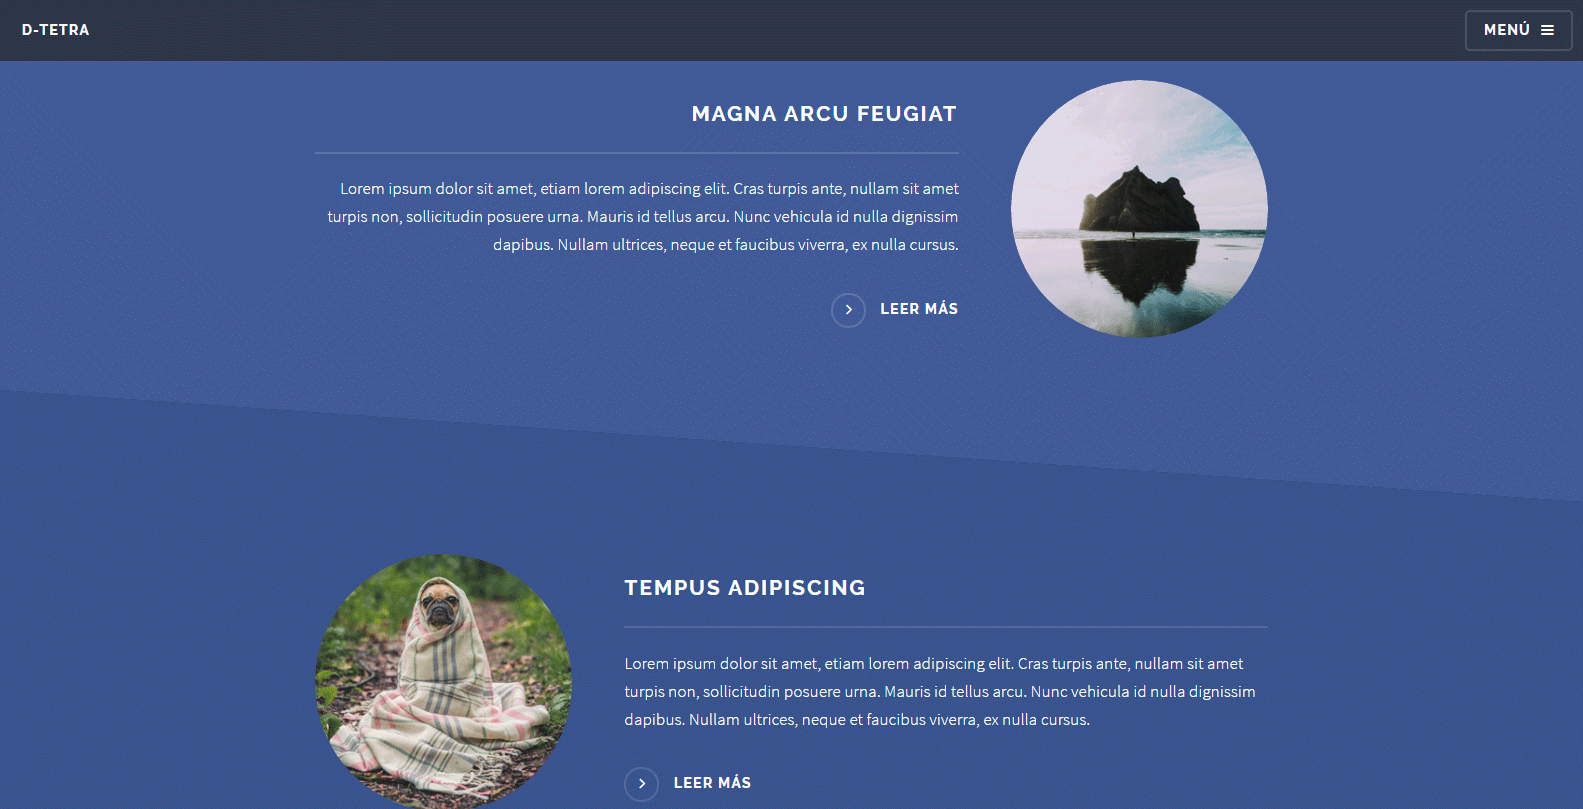 D-TETRA
MENÚ
MAGNA ARCU FEUGIAT
Lorem ipsum dolor sit amet, etiam lorem adipiscing elit. Cras turpis ante, nullam sit amet
turpis non, sollicitudin posuere urna. Mauris id tellus arcu. Nunc vehicula id nulla dignissim
dapibus. Nullam ultrices, neque et faucibus viverra, ex nulla cursus.
LEER MÁS
TEMPUS ADIPISCING
Lorem ipsum dolor sit amet, etiam lorem adipiscing elit. Cras turpis ante, nullam sit amet
turpis non, sollicitudin posuere urna. Mauris id tellus arcu. Nunc vehicula id nulla dignissim
dapibus. Nullam ultrices, neque et faucibus viverra, ex nulla cursus.
LEER MÁS